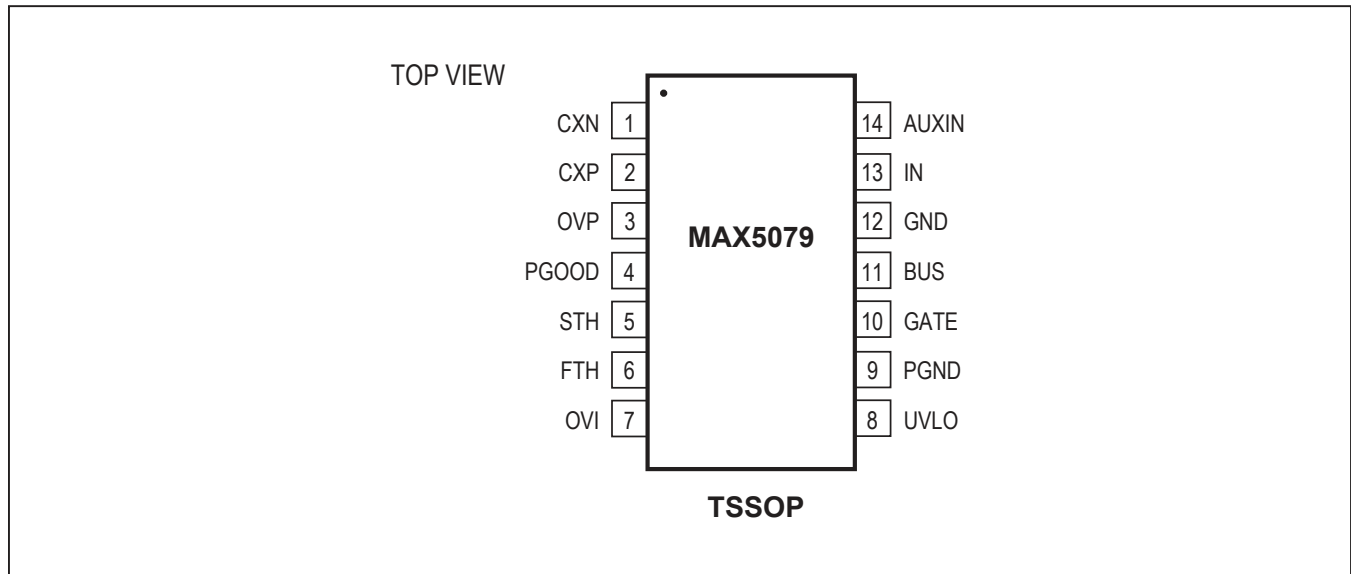 TOP VIEW
CXN 1
CXP 2
OVP 3
PGOOD 4
STH 5
FTH 6
OVI 7
MAX5079
14 AUXIN
13 IN
12 GND
11 BUS
10 GATE
9 PGND
8 UVLO
TSSOP